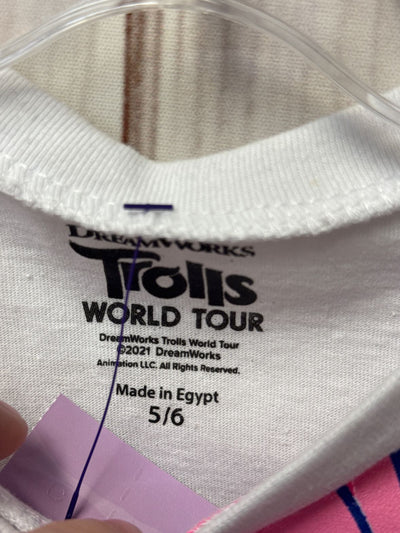 DREAMWORKS
Trolls
WORLD TOUR
DreamWorks Trolls World Tour
©2021 DreamWorks
Animation LLC. All Rights Reserved.
Made in Egypt
5/6